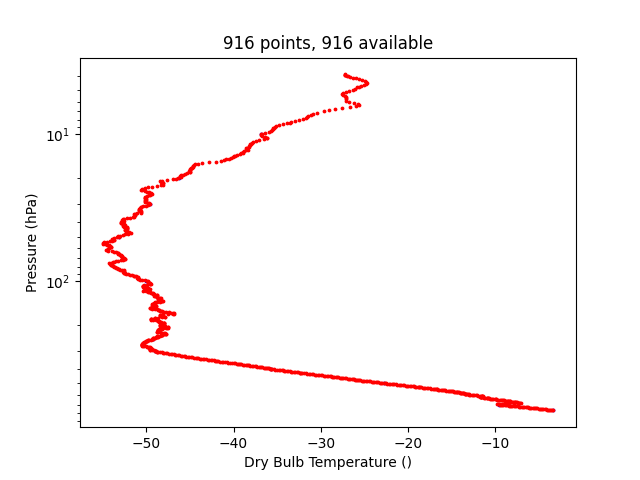 916 points, 916 available
Pressure (hPa)
10¹
10²
−50
−40
−30
−20
−10
Dry Bulb Temperature ()